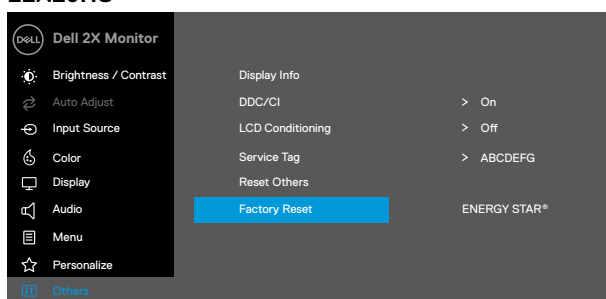 DELL Dell 2X Monitor
Brightness / Contrast Display Info
Auto Adjust DDC/CI > On
Input Source LCD Conditioning > Off
Color Service Tag > ABCDEFG
Display Reset Others
Audio Factory Reset ENERGY STAR®
Menu
Personalize
Others